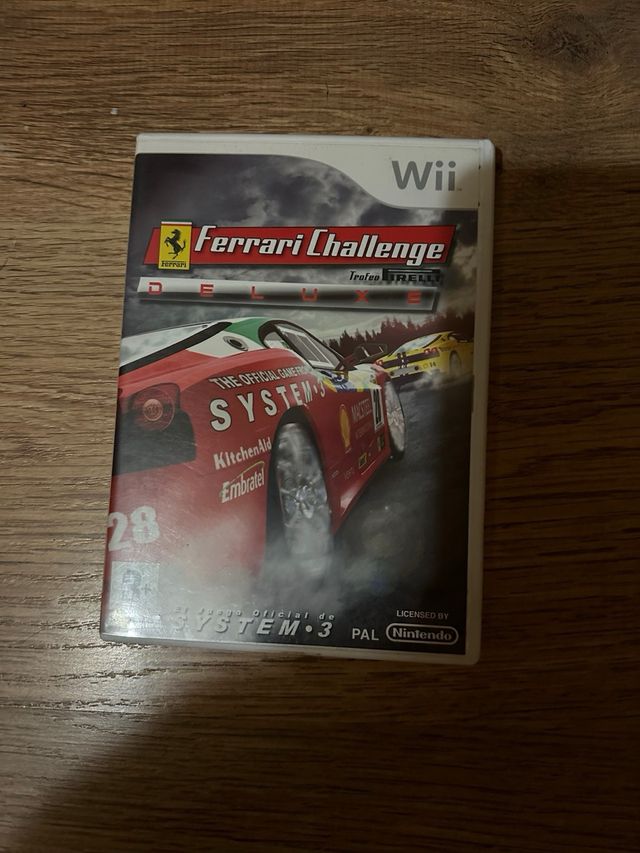 Wii
Ferrari
Ferrari Challenge
Trofeo PIRELLI
DELUXE
THE OFFICIAL GAME FROM
SYSTEM•3
KitchenAid
Embratel
28
El Juego Oficial de
SYSTEM•3
PAL
LICENSED BY
Nintendo